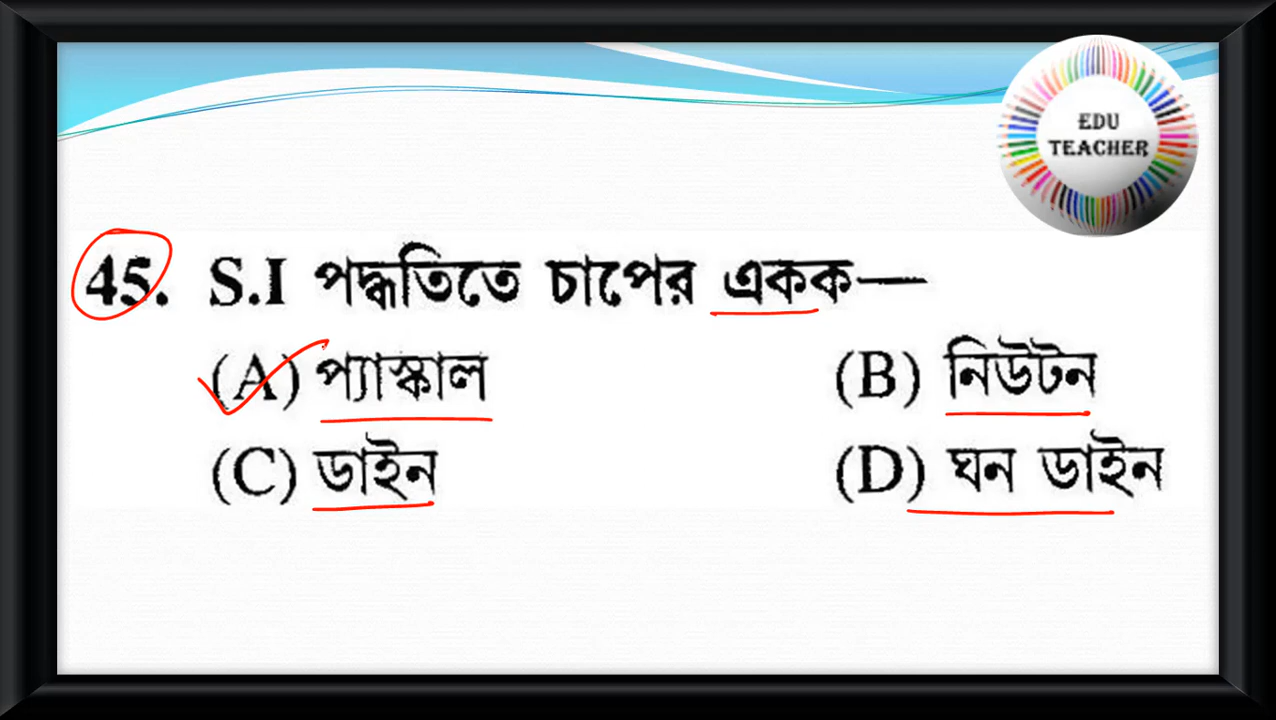 EDU
TEACHER
45. S.I পদ্ধতিতে চাপের একক—
(A) প্যাস্কাল (B) নিউটন
(C) ডাইন (D) ঘন ডাইন